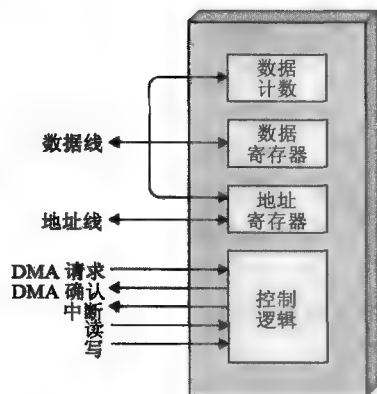 数据
计数
数据线
数据
寄存器
地址线
地址
寄存器
DMA 请求
DMA 确认
中断
读
写
控制
逻辑